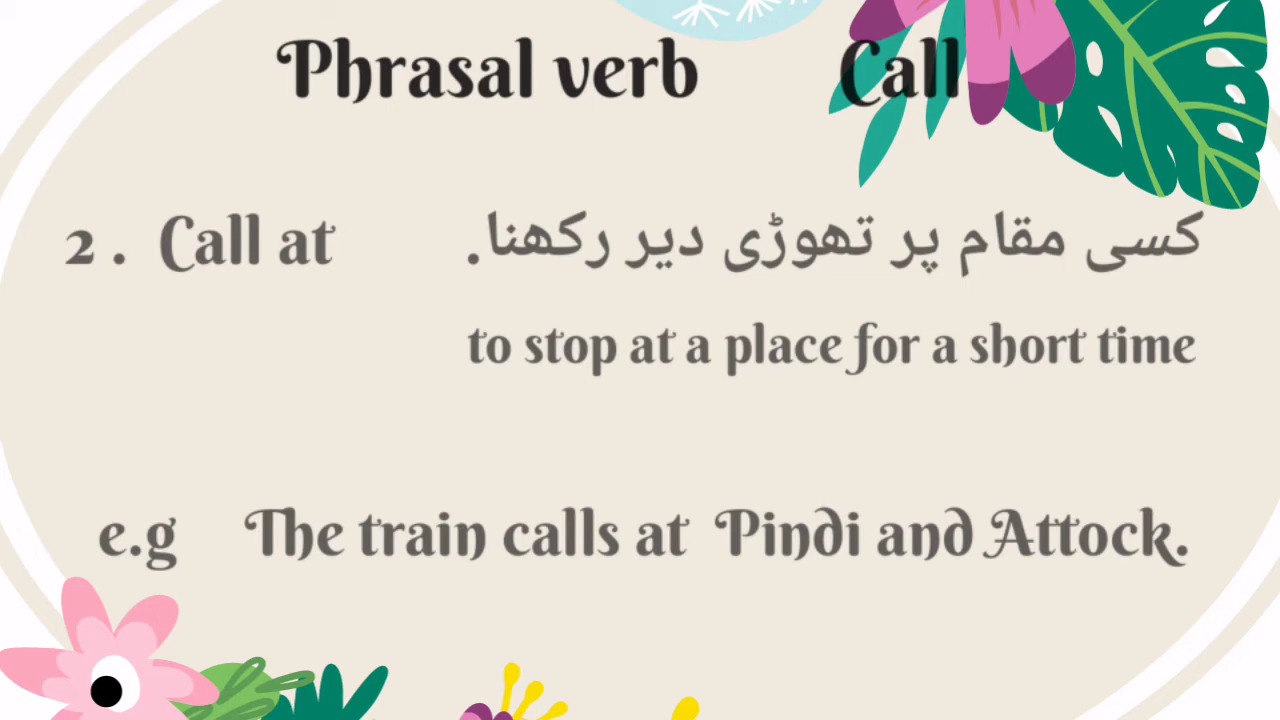 Phrasal verb Call
2 . Call at کسی مقام پر تھوڑی دیر رکھنا.
to stop at a place for a short time
e.g The train calls at Pindi and Attock.